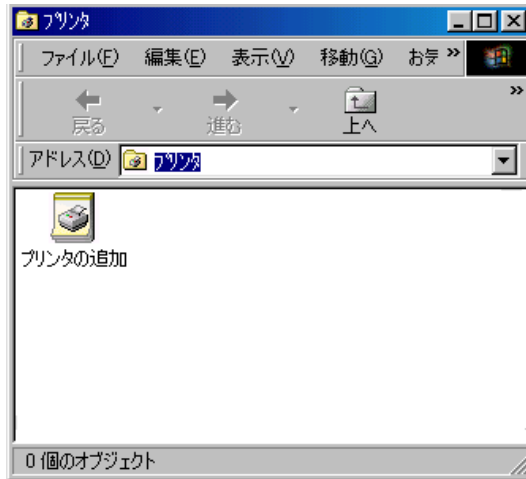 プリンタ
ファイル(F) 編集(E) 表示(V) 移動(G) お気 »
戻る 進む 上へ »
アドレス(D) プリンタ
プリンタの追加
0 個のオブジェクト